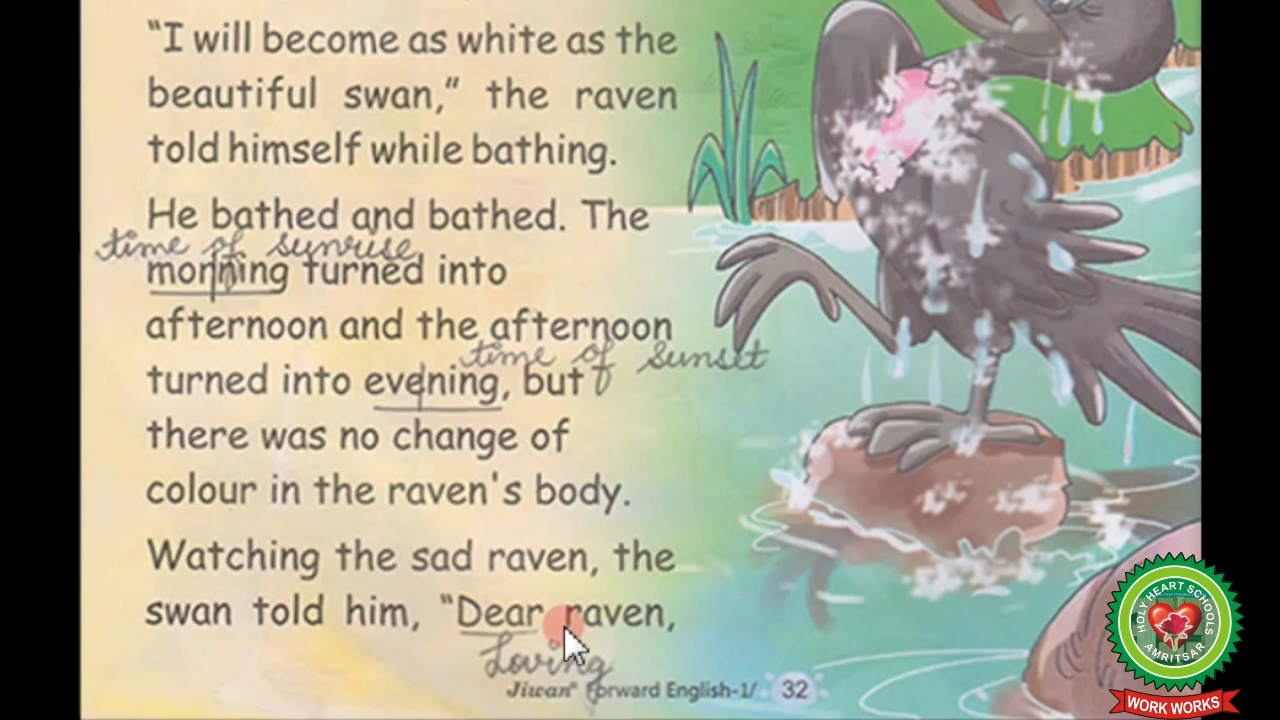 “I will become as white as the
beautiful swan,” the raven
told himself while bathing.
He bathed and bathed. The
time of sunrise
morning turned into
afternoon and the afternoon
time of sunset
turned into evening, but
there was no change of
colour in the raven's body.
Watching the sad raven, the
swan told him, “Dear raven,
Loving
Jiwan® Forward English-1/ 32
HOLY HEART SCHOOLS
AMRITSAR
WORK WORKS